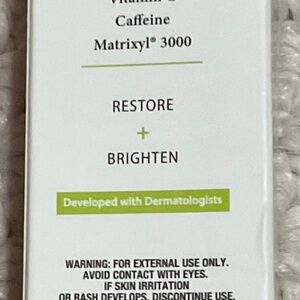 Vitamin C
Caffeine
Matrixyl® 3000
RESTORE
+
BRIGHTEN
Developed with Dermatologists
WARNING: FOR EXTERNAL USE ONLY.
AVOID CONTACT WITH EYES.
IF SKIN IRRITATION
OR RASH DEVELOPS, DISCONTINUE USE.